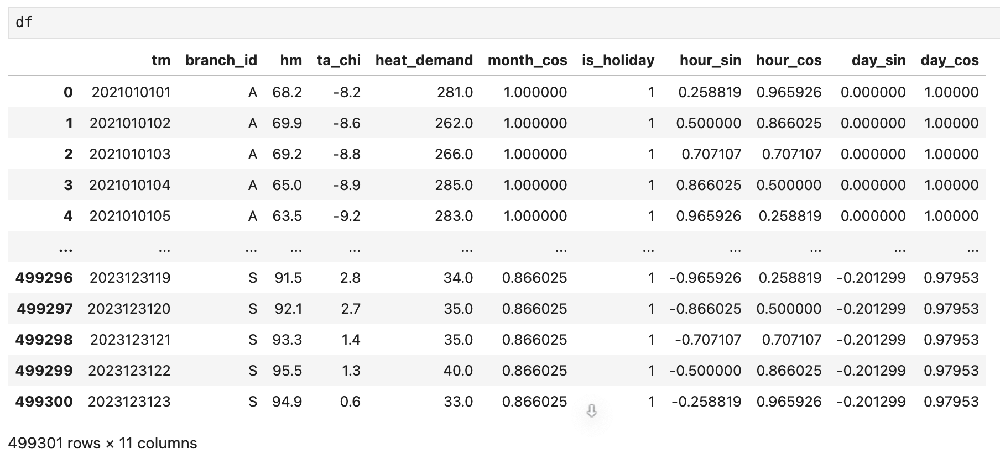 df
tm branch_id hm ta_chi heat_demand month_cos is_holiday hour_sin hour_cos day_sin day_cos
0 2021010101 A 68.2 -8.2 281.0 1.000000 1 0.258819 0.965926 0.000000 1.00000
1 2021010102 A 69.9 -8.6 262.0 1.000000 1 0.500000 0.866025 0.000000 1.00000
2 2021010103 A 69.2 -8.8 266.0 1.000000 1 0.707107 0.707107 0.000000 1.00000
3 2021010104 A 65.0 -8.9 285.0 1.000000 1 0.866025 0.500000 0.000000 1.00000
4 2021010105 A 63.5 -9.2 283.0 1.000000 1 0.965926 0.258819 0.000000 1.00000
... ... ... ... ... ... ... ... ... ... ... ...
499296 2023123119 S 91.5 2.8 34.0 0.866025 1 -0.965926 0.258819 -0.201299 0.97953
499297 2023123120 S 92.1 2.7 35.0 0.866025 1 -0.866025 0.500000 -0.201299 0.97953
499298 2023123121 S 93.3 1.4 35.0 0.866025 1 -0.707107 0.707107 -0.201299 0.97953
499299 2023123122 S 95.5 1.3 40.0 0.866025 1 -0.500000 0.866025 -0.201299 0.97953
499300 2023123123 S 94.9 0.6 33.0 0.866025 1 -0.258819 0.965926 -0.201299 0.97953
499301 rows × 11 columns